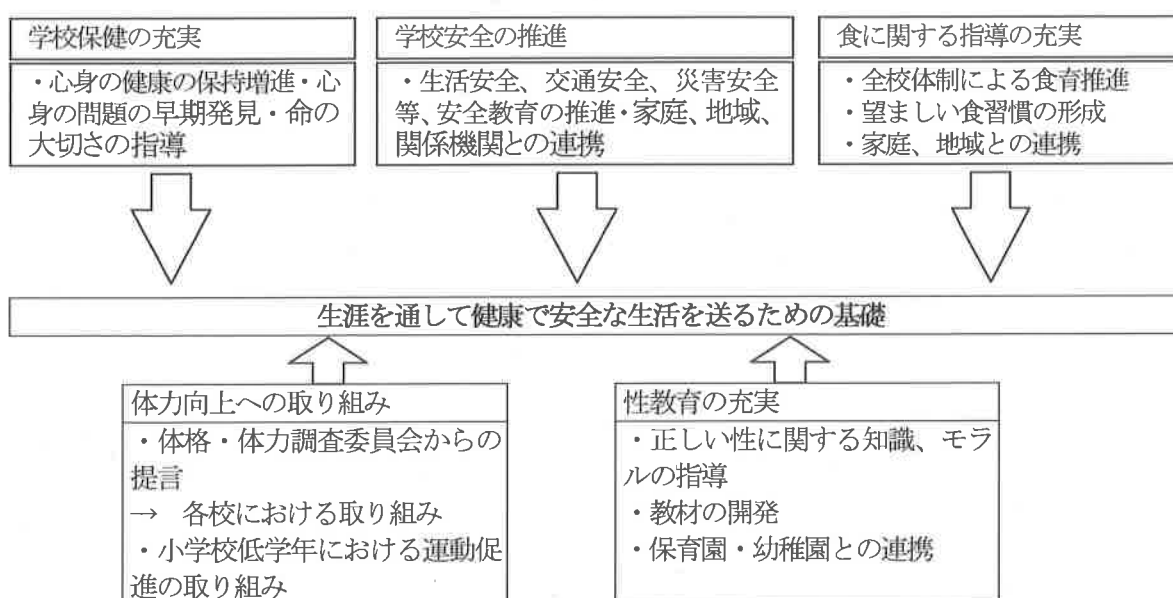 学校保健の充実
・心身の健康の保持増進・心
身の問題の早期発見・命の
大切さの指導
学校安全の推進
・生活安全、交通安全、災害安全
等、安全教育の推進・家庭、地域、
関係機関との連携
食に関する指導の充実
・全校体制による食育推進
・望ましい食習慣の形成
・家庭、地域との連携
生涯を通して健康で安全な生活を送るための基礎
体力向上への取り組み
・体格・体力調査委員会からの
提言
→ 各校における取り組み
・小学校低学年における運動促
進の取り組み
性教育の充実
・正しい性に関する知識、モラ
ルの指導
・教材の開発
・保育園・幼稚園との連携